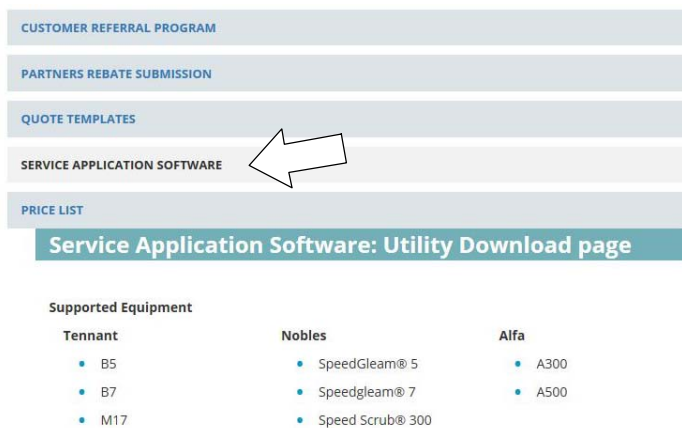 CUSTOMER REFERRAL PROGRAM
PARTNERS REBATE SUBMISSION
QUOTE TEMPLATES
SERVICE APPLICATION SOFTWARE
PRICE LIST
Service Application Software: Utility Download page
Supported Equipment
Tennant Nobles Alfa
• B5 • SpeedGleam® 5 • A300
• B7 • Speedgleam® 7 • A500
• M17 • Speed Scrub® 300